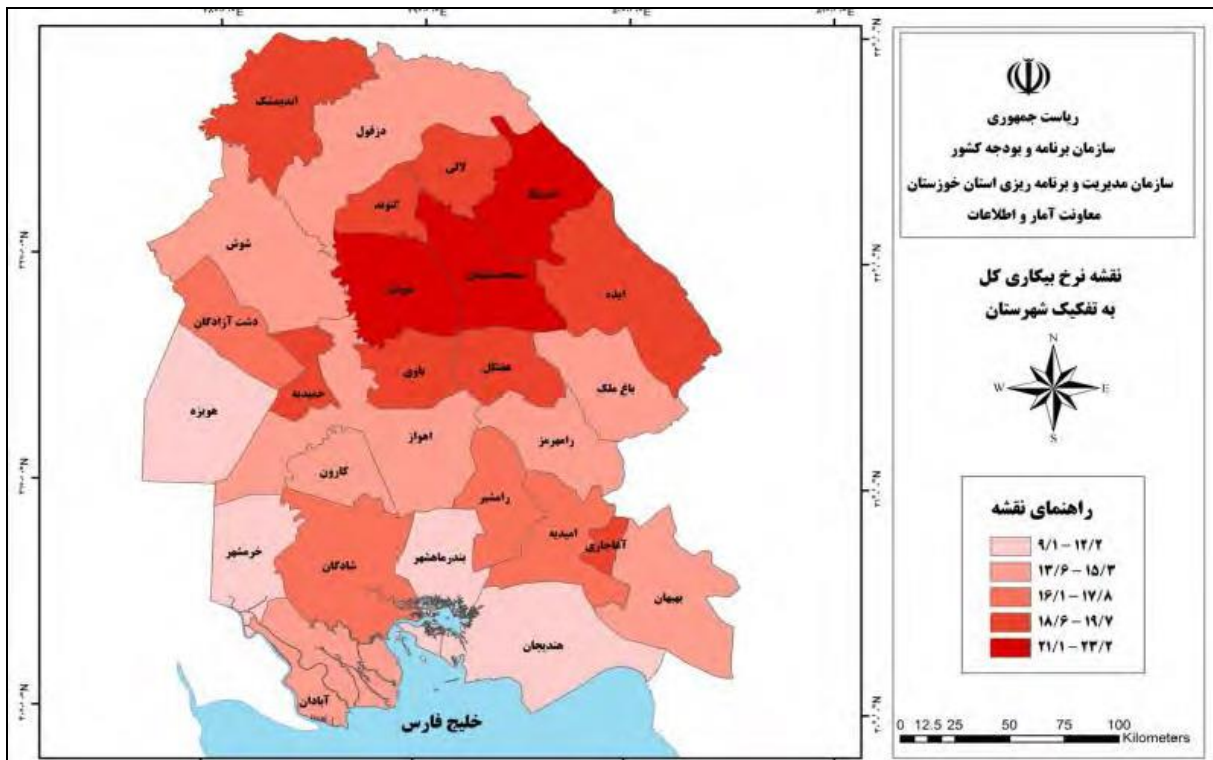 ریاست جمهوری
سازمان برنامه و بودجه کشور
سازمان مدیریت و برنامه ریزی استان خوزستان
معاونت آمار و اطلاعات
نقشه نرخ بیکاری کل
به تفکیک شهرستان
N
W E
S
راهنمای نقشه
۹/۱ – ۱۲/۲
۱۳/۶ – ۱۵/۳
۱۶/۱ – ۱۷/۸
۱۸/۶ – ۱۹/۷
۲۱/۱ – ۲۳/۲
0 12.5 25 50 75 100
Kilometers
اندیمشک
دزفول
لالی
گتوند
شوش
ایذه
دشت آزادگان
باوی
هفتکل
باغ ملک
حمیدیه
هویزه
اهواز
رامهرمز
کارون
رامشیر
امیدیه
آغاجاری
خرمشهر
بندرماهشهر
شادگان
بهبهان
هندیجان
آبادان
خلیج فارس